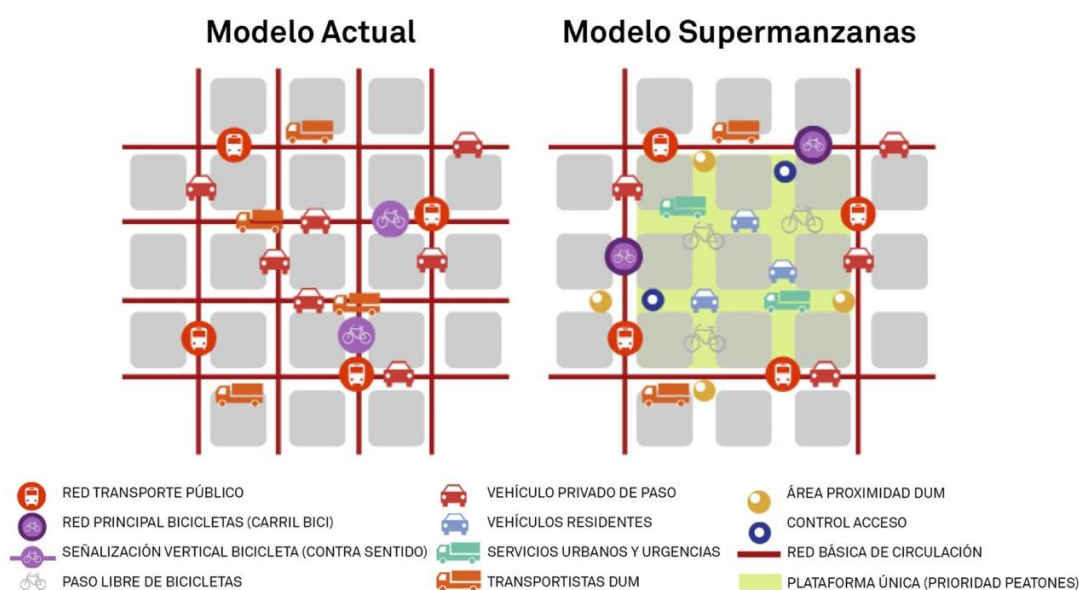 Modelo Actual
Modelo Supermanzanas
RED TRANSPORTE PÚBLICO
RED PRINCIPAL BICICLETAS (CARRIL BICI)
SEÑALIZACIÓN VERTICAL BICICLETA (CONTRA SENTIDO)
PASO LIBRE DE BICICLETAS
VEHÍCULO PRIVADO DE PASO
VEHÍCULOS RESIDENTES
SERVICIOS URBANOS Y URGENCIAS
TRANSPORTISTAS DUM
ÁREA PROXIMIDAD DUM
CONTROL ACCESO
RED BÁSICA DE CIRCULACIÓN
PLATAFORMA ÚNICA (PRIORIDAD PEATONES)